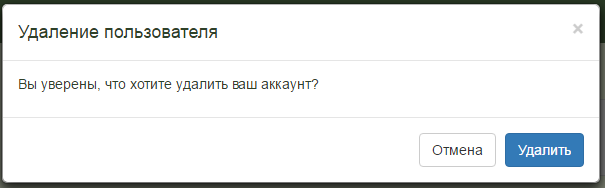 Удаление пользователя
×
Вы уверены, что хотите удалить ваш аккаунт?
Отмена
Удалить